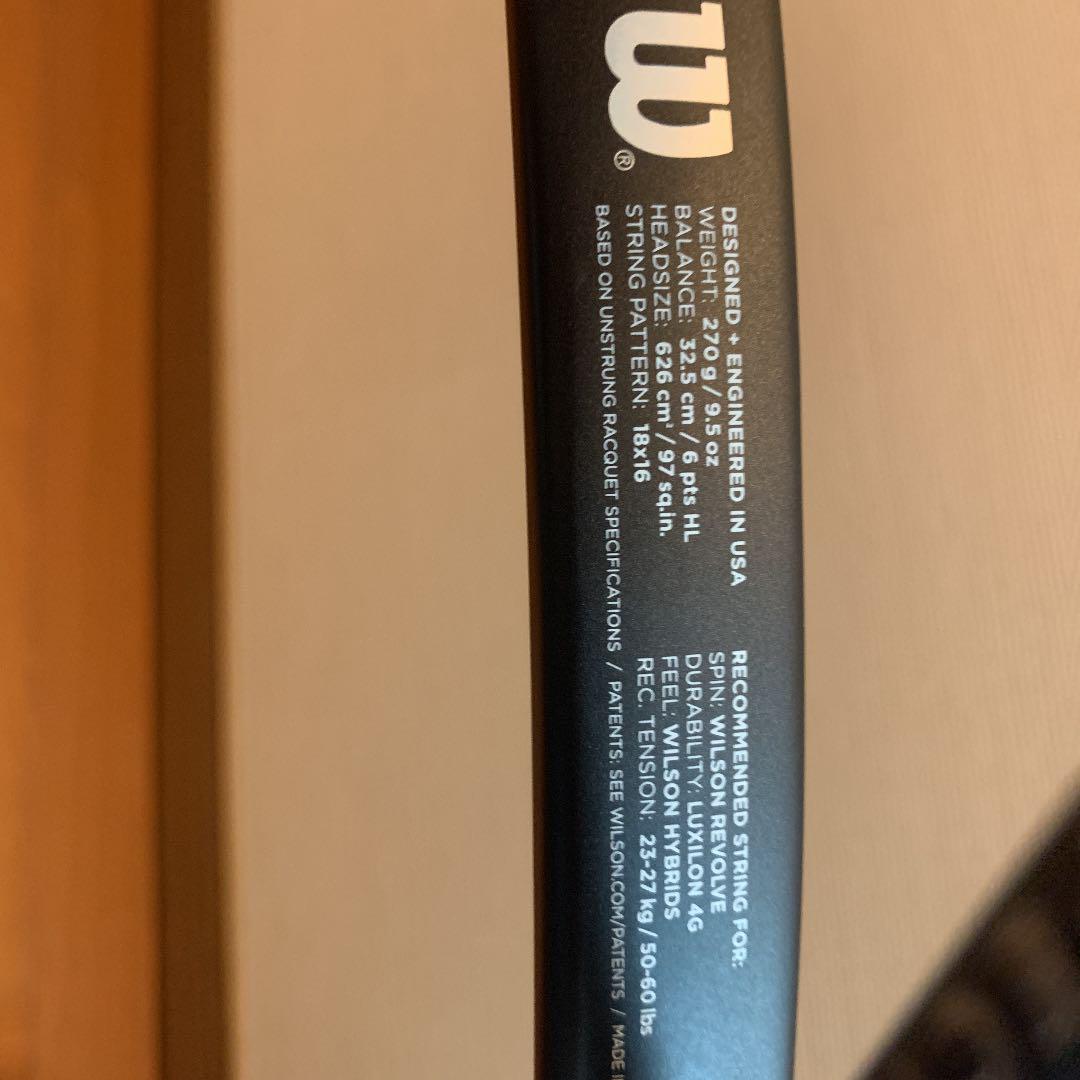 W®
DESIGNED + ENGINEERED IN USA
WEIGHT: 270 g / 9.5 oz
BALANCE: 32.5 cm / 6 pts HL
HEADSIZE: 626 cm² / 97 sq.in.
STRING PATTERN: 18x16
BASED ON UNSTRUNG RACQUET SPECIFICATIONS / PATENTS: SEE WILSON.COM/PATENTS / MADE
RECOMMENDED STRING FOR:
SPIN: WILSON REVOLVE
DURABILITY: LUXILON 4G
FEEL: WILSON HYBRIDS
REC. TENSION: 23-27 kg / 50-60 lbs